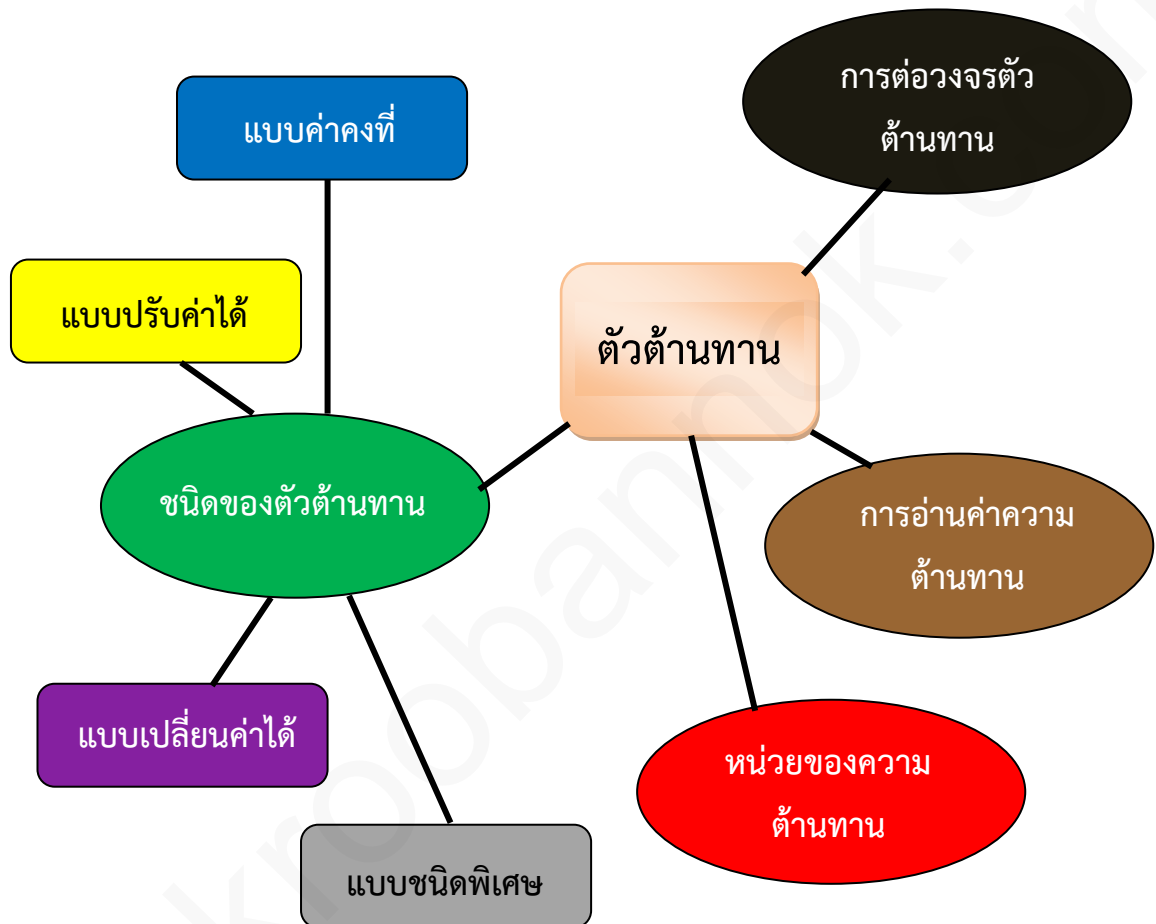 การต่อวงจรตัว
ต้านทาน
แบบค่าคงที่
แบบปรับค่าได้
ตัวต้านทาน
ชนิดของตัวต้านทาน
การอ่านค่าความ
ต้านทาน
แบบเปลี่ยนค่าได้
หน่วยของความ
ต้านทาน
แบบชนิดพิเศษ
krobannok.com